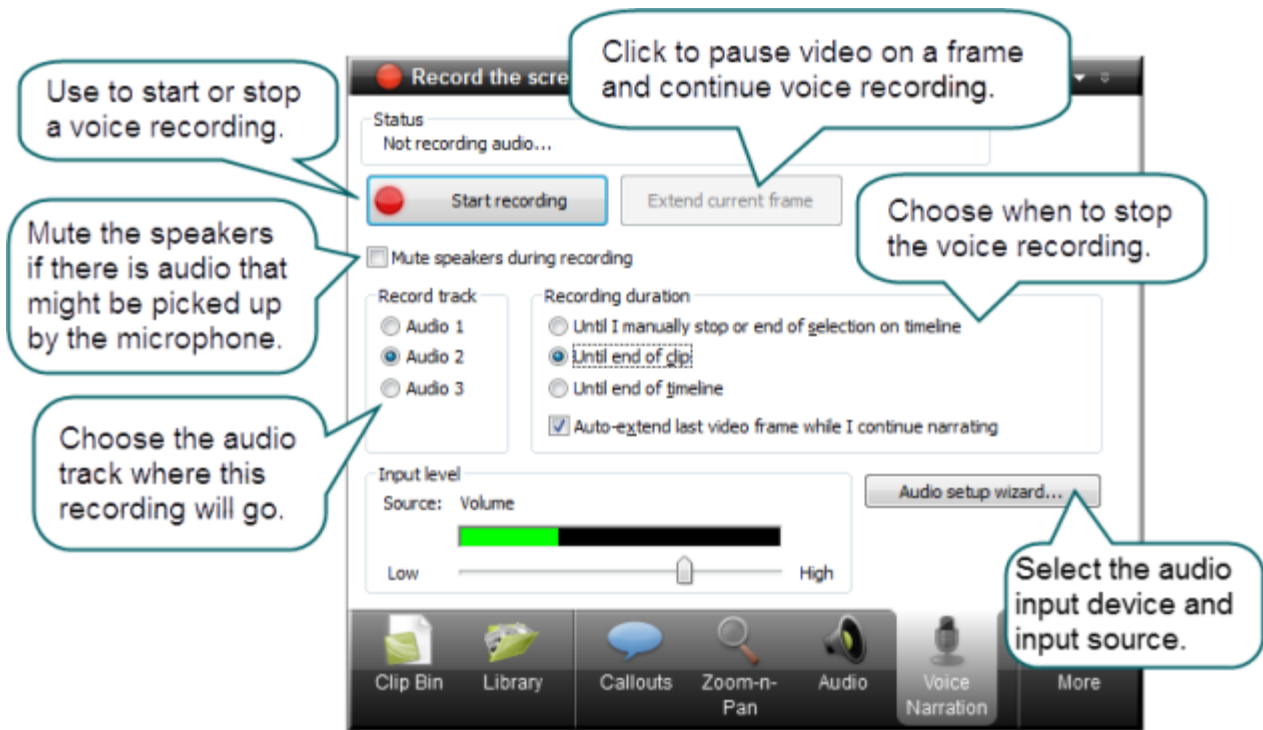 Click to pause video on a frame
and continue voice recording.
Use to start or stop
a voice recording.
Record the scre
Status
Not recording audio...
Start recording
Extend current frame
Choose when to stop
the voice recording.
Mute the speakers
if there is audio that
might be picked up
by the microphone.
Mute speakers during recording
Record track
Audio 1
Audio 2
Audio 3
Recording duration
Until I manually stop or end of selection on timeline
Until end of clip
Until end of timeline
Auto-extend last video frame while I continue narrating
Choose the audio
track where this
recording will go.
Input level
Source: Volume
Low High
Audio setup wizard...
Select the audio
input device and
input source.
Clip Bin
Library
Callouts
Zoom-n-
Pan
Audio
Voice
Narration
More